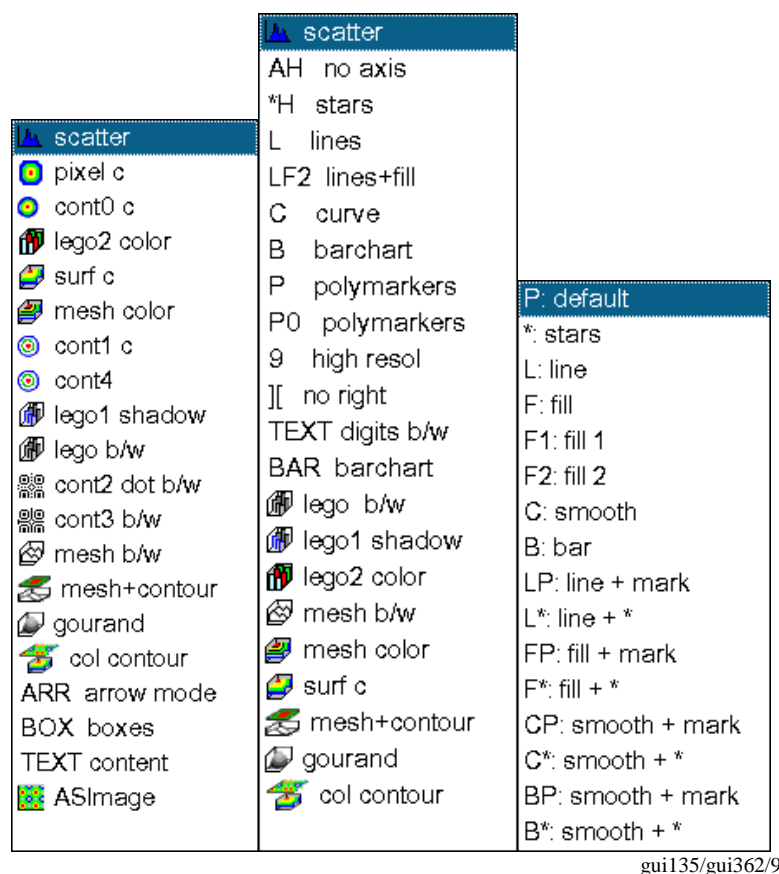 scatter
pixel c
cont0 c
lego2 color
surf c
mesh color
cont1 c
cont4
lego1 shadow
lego b/w
cont2 dot b/w
cont3 b/w
mesh b/w
mesh+contour
gourand
col contour
ARR arrow mode
BOX boxes
TEXT content
ASImage
scatter
AH no axis
*H stars
L lines
LF2 lines+fill
C curve
B barchart
P polymarkers
P0 polymarkers
9 high resol
][ no right
TEXT digits b/w
BAR barchart
lego b/w
lego1 shadow
lego2 color
mesh b/w
mesh color
surf c
mesh+contour
gourand
col contour
P: default
*: stars
L: line
F: fill
F1: fill 1
F2: fill 2
C: smooth
B: bar
LP: line + mark
L*: line + *
FP: fill + mark
F*: fill + *
CP: smooth + mark
C*: smooth + *
BP: smooth + mark
B*: smooth + *
gui135/gui362/9